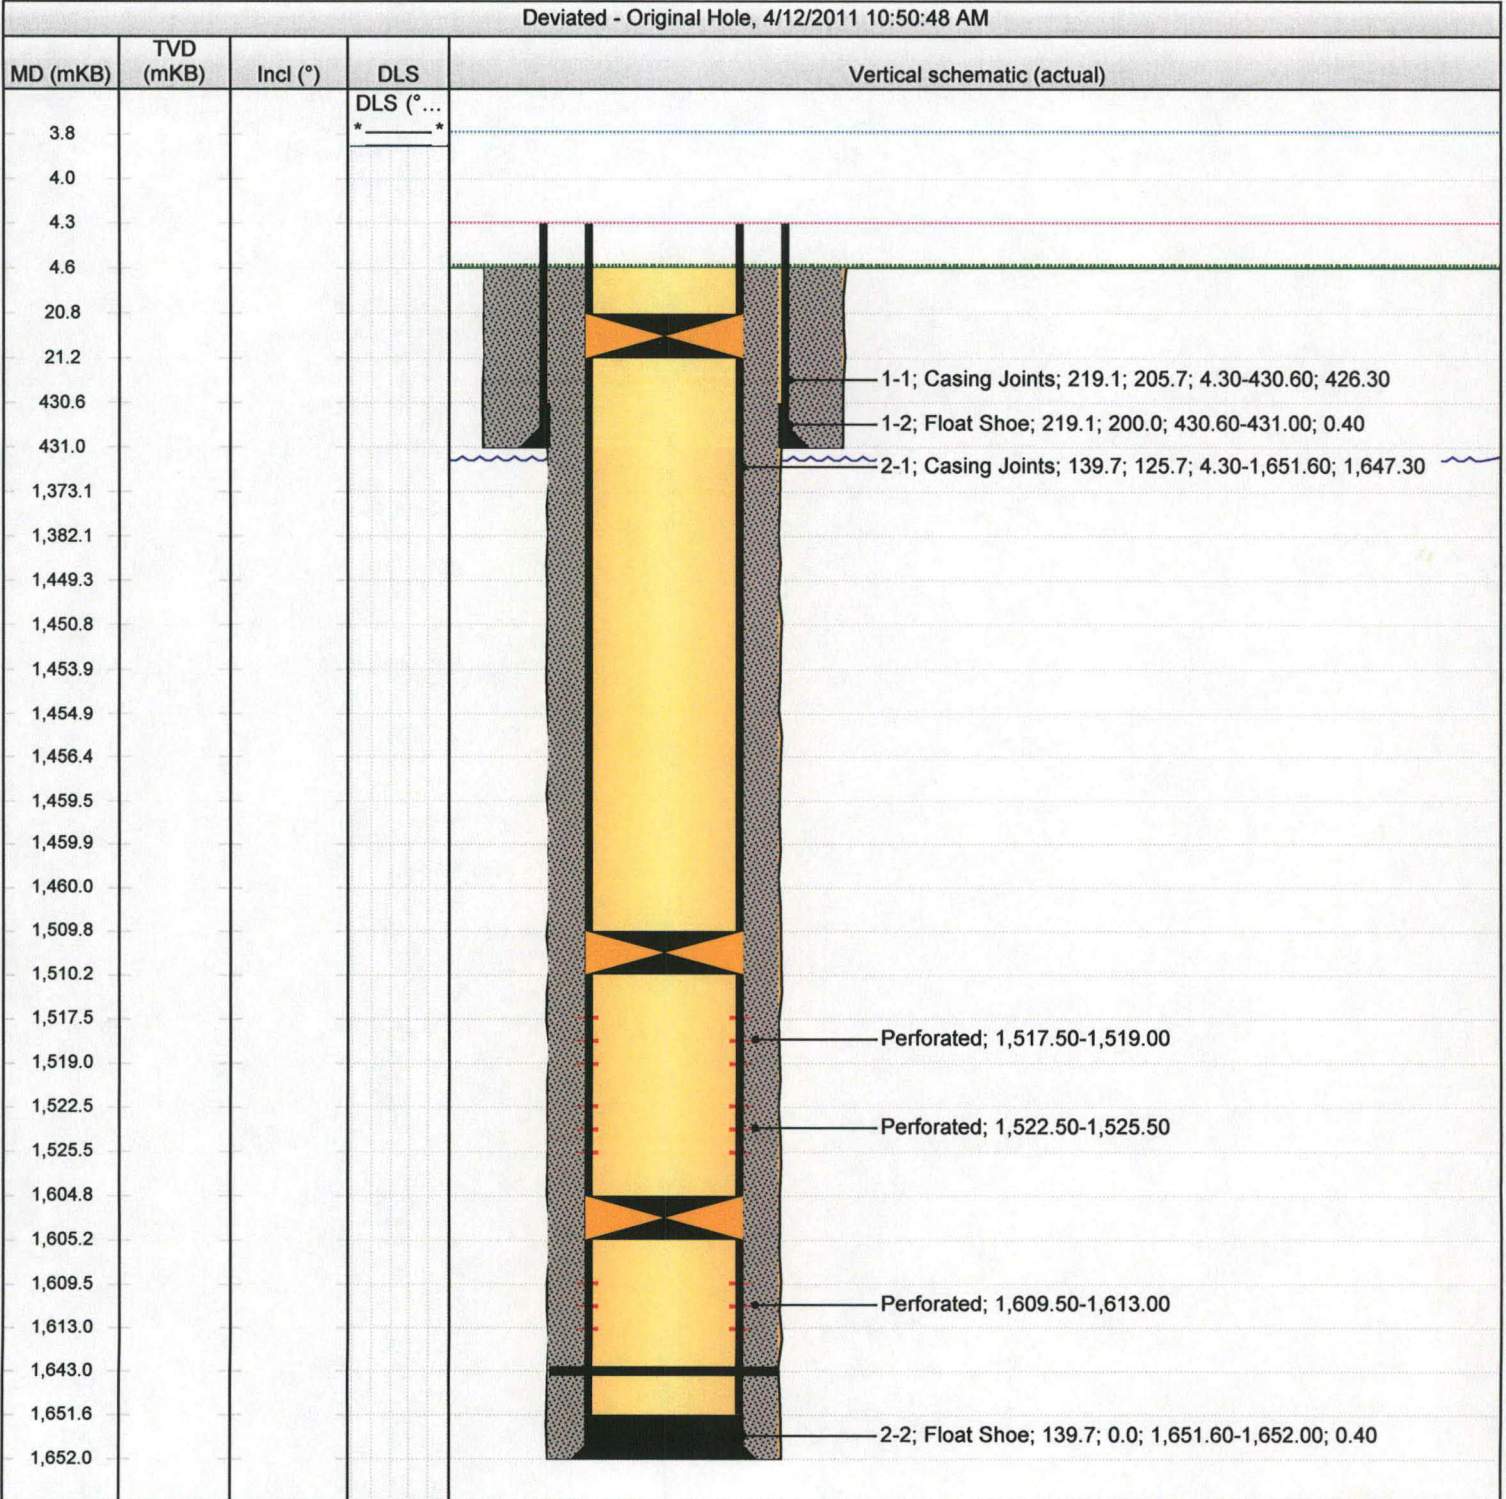 Deviated - Original Hole, 4/12/2011 10:50:48 AM
MD (mKB)
TVD
(mKB)
Incl (°)
DLS
Vertical schematic (actual)
DLS (°...
* *
3.8
4.0
4.3
4.6
20.8
21.2
430.6
431.0
1,373.1
1,382.1
1,449.3
1,450.8
1,453.9
1,454.9
1,456.4
1,459.5
1,459.9
1,460.0
1,509.8
1,510.2
1,517.5
1,519.0
1,522.5
1,525.5
1,604.8
1,605.2
1,609.5
1,613.0
1,643.0
1,651.6
1,652.0
1-1; Casing Joints; 219.1; 205.7; 4.30-430.60; 426.30
1-2; Float Shoe; 219.1; 200.0; 430.60-431.00; 0.40
2-1; Casing Joints; 139.7; 125.7; 4.30-1,651.60; 1,647.30
Perforated; 1,517.50-1,519.00
Perforated; 1,522.50-1,525.50
Perforated; 1,609.50-1,613.00
2-2; Float Shoe; 139.7; 0.0; 1,651.60-1,652.00; 0.40